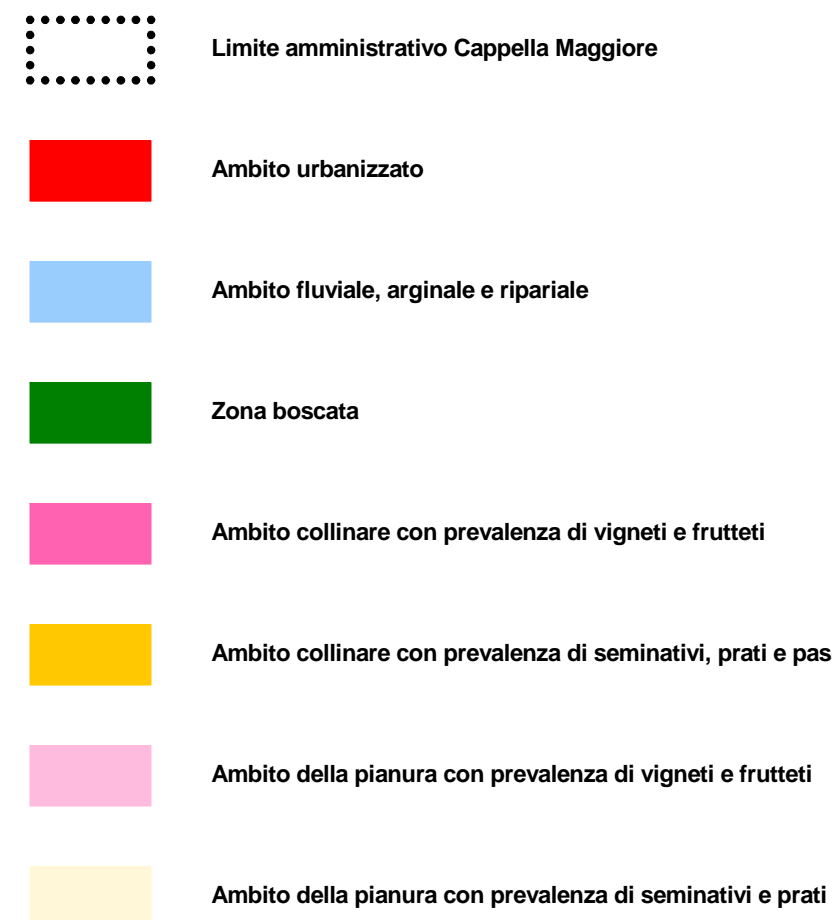 Limite amministrativo Cappella Maggiore
Ambito urbanizzato
Ambito fluviale, arginale e ripariale
Zona boscata
Ambito collinare con prevalenza di vigneti e frutteti
Ambito collinare con prevalenza di seminativi, prati e pas
Ambito della pianura con prevalenza di vigneti e frutteti
Ambito della pianura con prevalenza di seminativi e prati